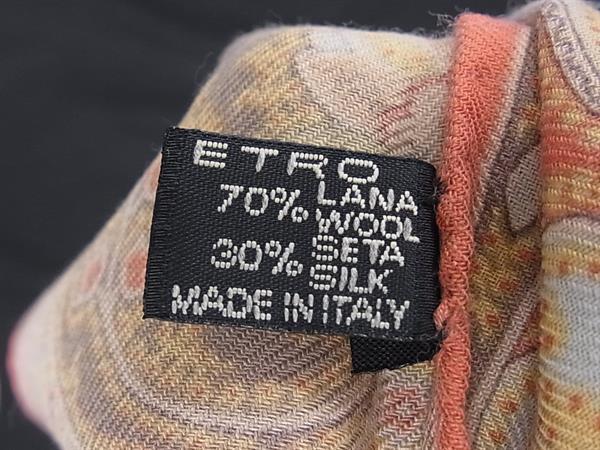 ETRO
70% LANA
WOOL
30% SETA
SILK
MADE IN ITALY